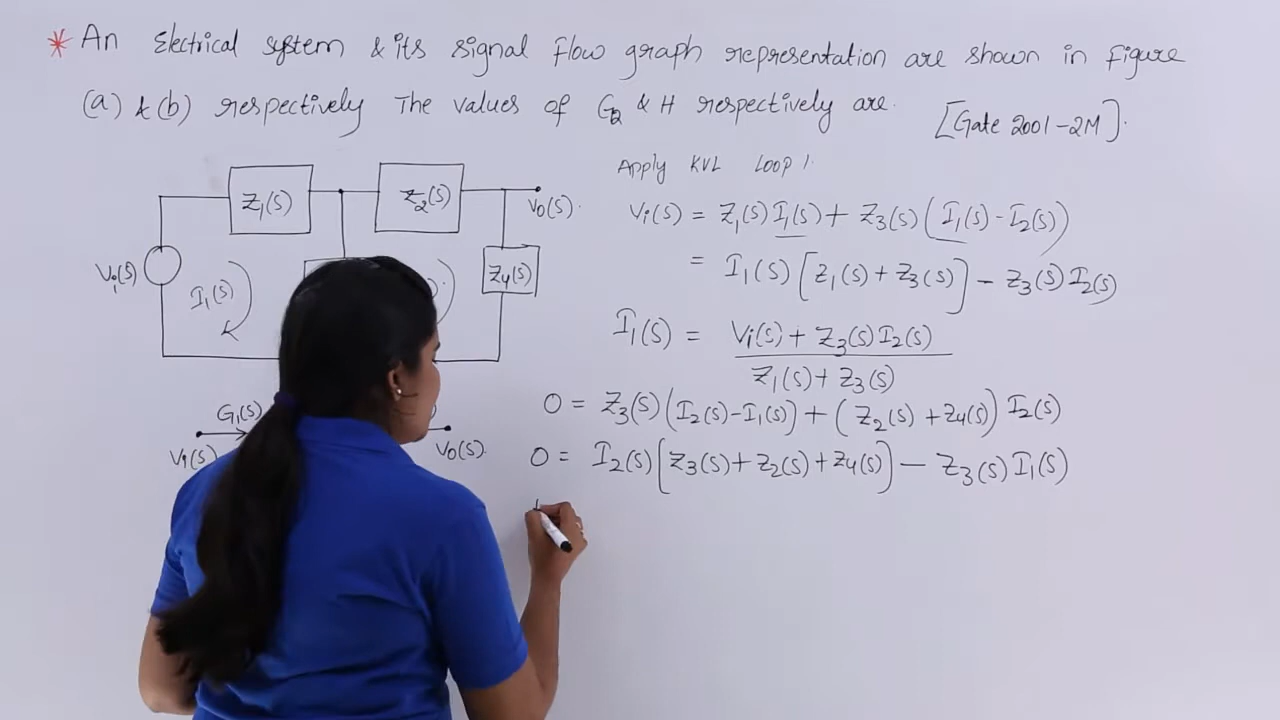 * An Electrical system & its signal flow graph representation are shown in figure
(a) & (b) respectively The values of G2 & H respectively are.
[Gate 2001-2M].
Z1(S)
Z2(S)
V0(S).
Vi(S)
I1(S)
Z4(S)
G1(S)
Vi(S)
V0(S).
Apply KVL Loop 1.
Vi(S) = Z1(S) I1(S) + Z3(S) (I1(S) - I2(S))
= I1(S) [Z1(S) + Z3(S)] - Z3(S) I2(S)
I1(S) = Vi(S) + Z3(S) I2(S)
Z1(S) + Z3(S)
0 = Z3(S) (I2(S) - I1(S)) + (Z2(S) + Z4(S)) I2(S)
0 = I2(S) [Z3(S) + Z2(S) + Z4(S)] - Z3(S) I1(S)